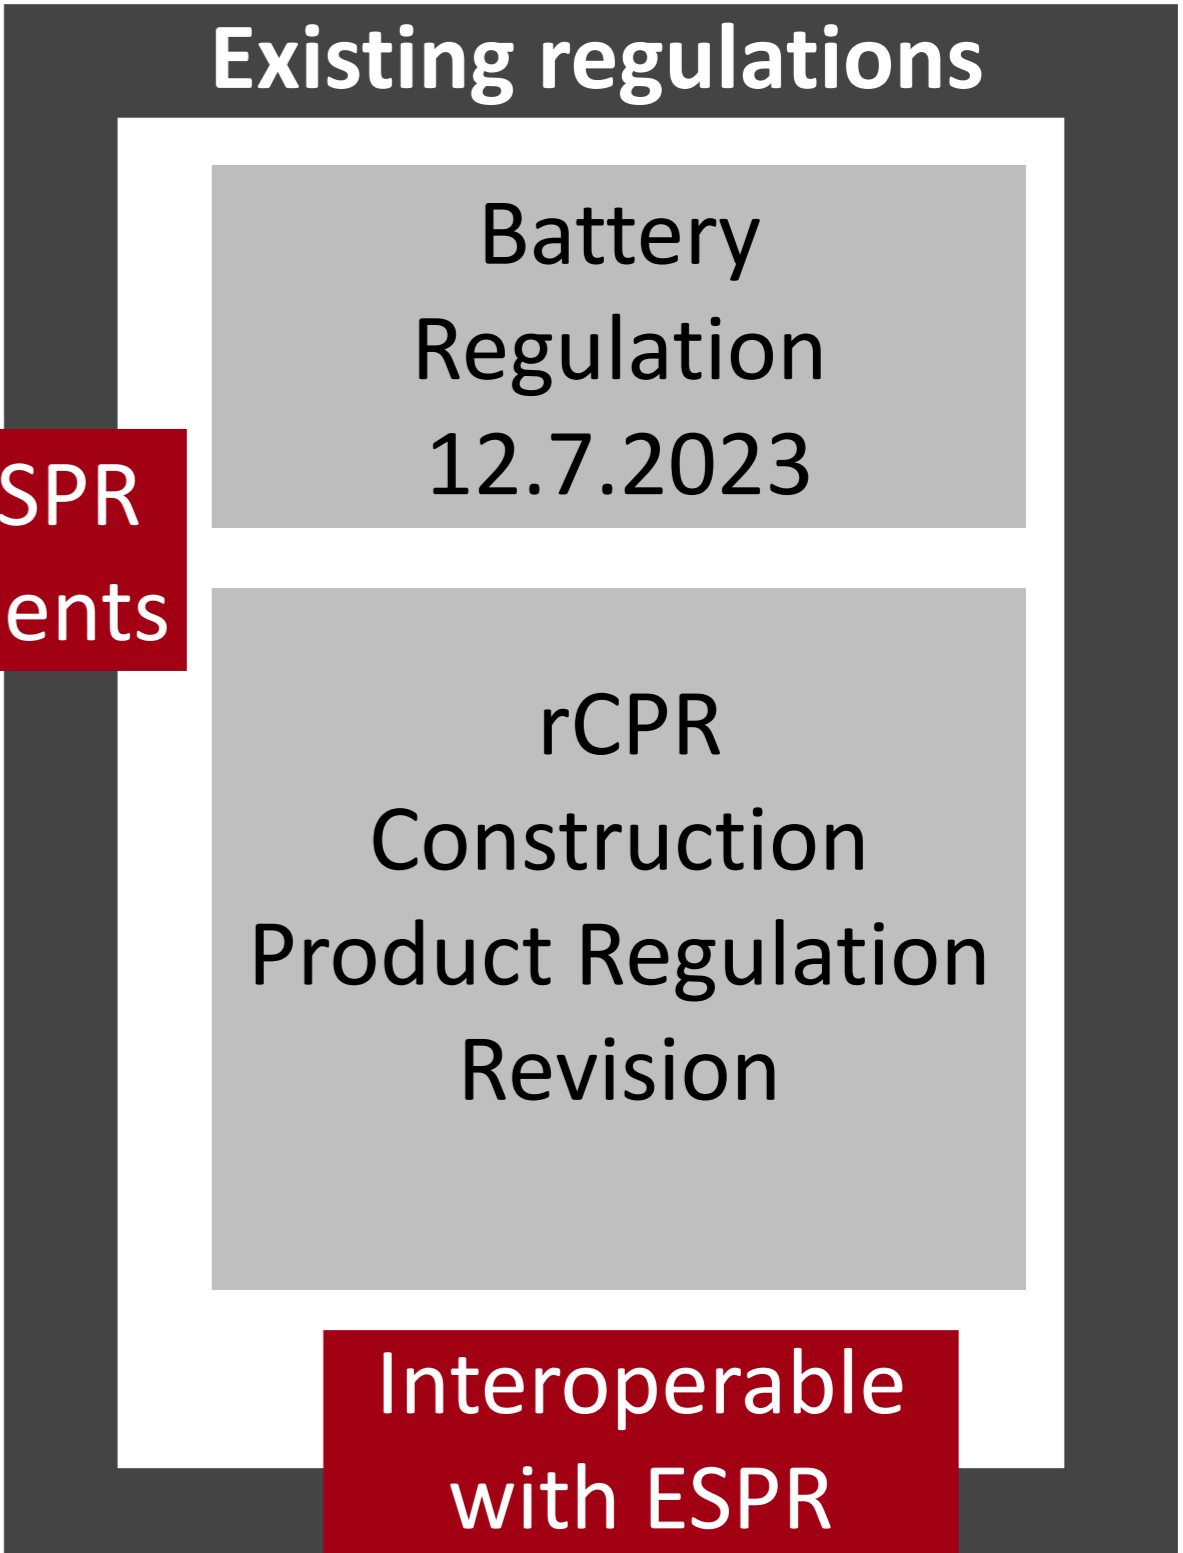 Existing regulations
Battery
Regulation
12.7.2023
SPR
ents
rCPR
Construction
Product Regulation
Revision
Interoperable
with ESPR